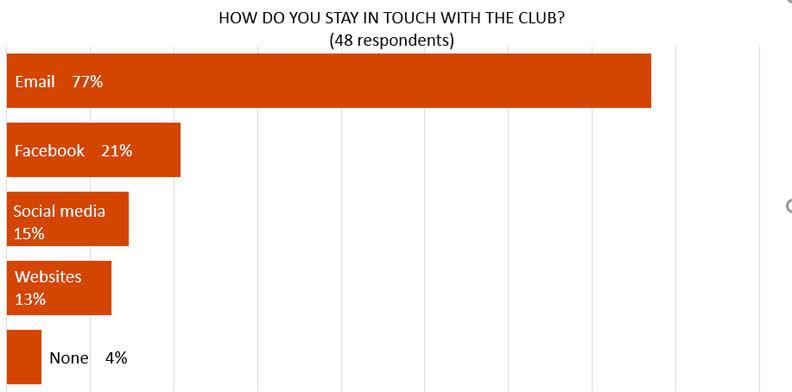 HOW DO YOU STAY IN TOUCH WITH THE CLUB?
(48 respondents)
Email 77%
Facebook 21%
Social media
15%
Websites
13%
None 4%